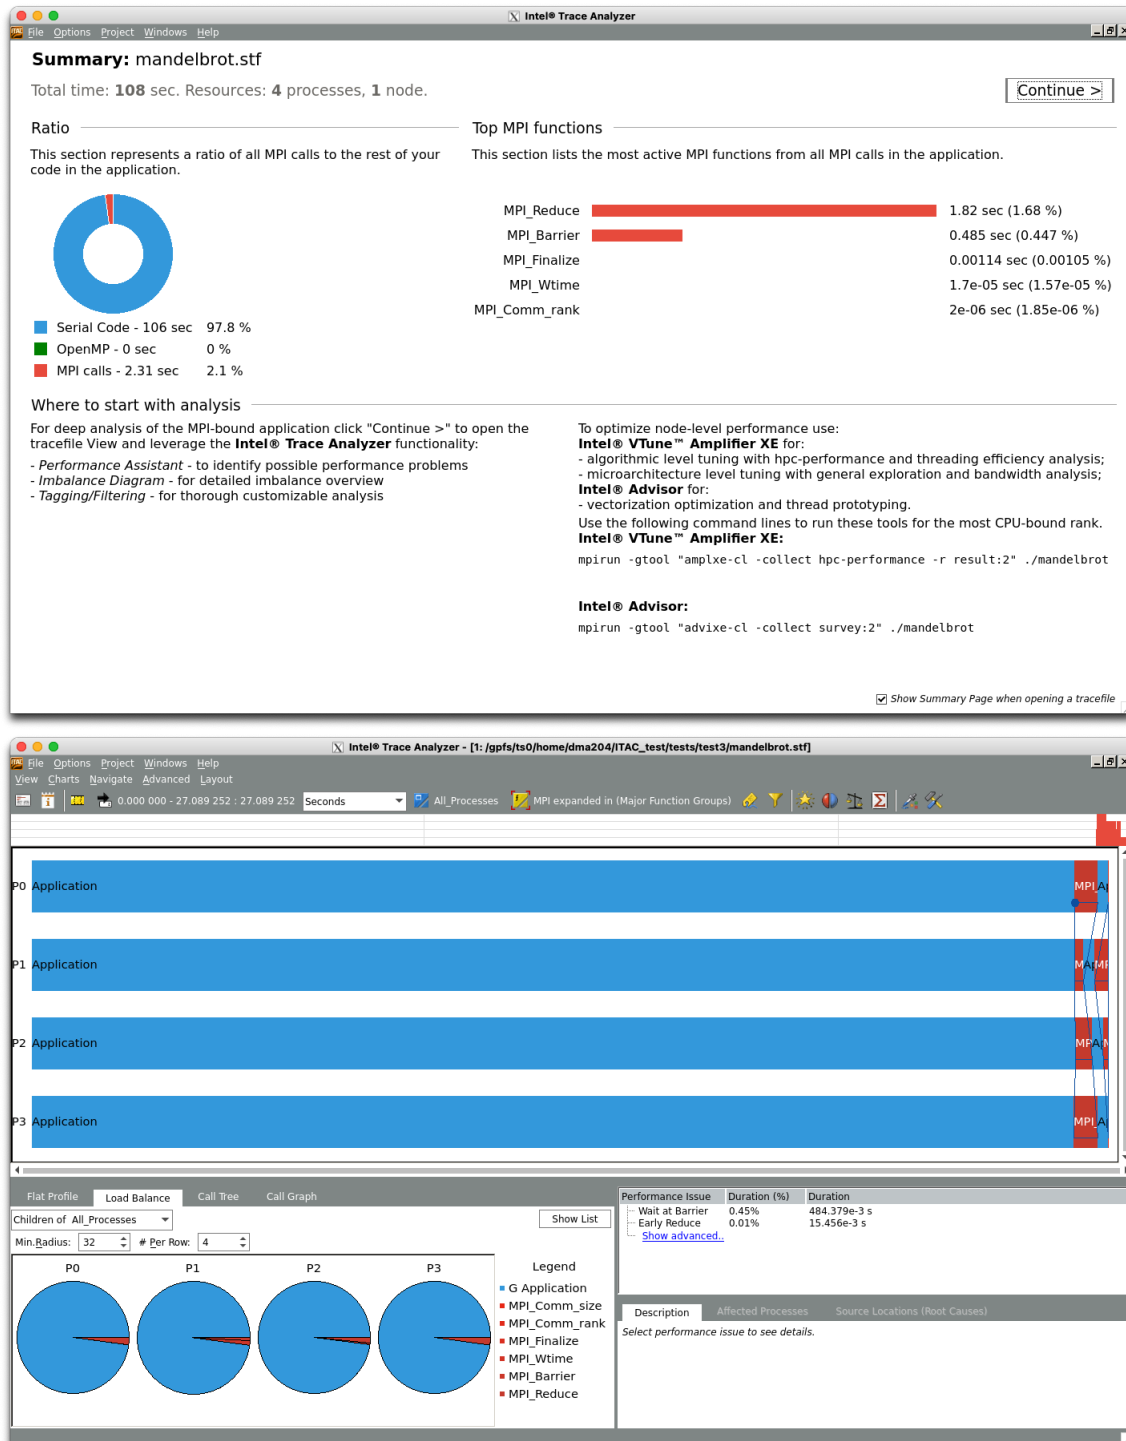 Intel® Trace Analyzer
File Options Project Windows Help
Summary: mandelbrot.stf
Total time: 108 sec. Resources: 4 processes, 1 node.
Continue >
Ratio
This section represents a ratio of all MPI calls to the rest of your
code in the application.
Serial Code - 106 sec 97.8 %
OpenMP - 0 sec 0 %
MPI calls - 2.31 sec 2.1 %
Top MPI functions
This section lists the most active MPI functions from all MPI calls in the application.
MPI_Reduce 1.82 sec (1.68 %)
MPI_Barrier 0.485 sec (0.447 %)
MPI_Finalize 0.00114 sec (0.00105 %)
MPI_Wtime 1.7e-05 sec (1.57e-05 %)
MPI_Comm_rank 2e-06 sec (1.85e-06 %)
Where to start with analysis
For deep analysis of the MPI-bound application click "Continue >" to open the
tracefile View and leverage the Intel® Trace Analyzer functionality:
- Performance Assistant - to identify possible performance problems
- Imbalance Diagram - for detailed imbalance overview
- Tagging/Filtering - for thorough customizable analysis
To optimize node-level performance use:
Intel® VTune™ Amplifier XE for:
- algorithmic level tuning with hpc-performance and threading efficiency analysis;
- microarchitecture level tuning with general exploration and bandwidth analysis;
Intel® Advisor for:
- vectorization optimization and thread prototyping.
Use the following command lines to run these tools for the most CPU-bound rank.
Intel® VTune™ Amplifier XE:
mpirun -gtool "amplxe-cl -collect hpc-performance -r result:2" ./mandelbrot
Intel® Advisor:
mpirun -gtool "advixe-cl -collect survey:2" ./mandelbrot
Show Summary Page when opening a tracefile
Intel® Trace Analyzer - [1: /gpfs/ts0/home/dma204/ITAC_test/tests/test3/mandelbrot.stf]
File Options Project Windows Help
View Charts Navigate Advanced Layout
0.000 000 - 27.089 252 : 27.089 252 Seconds All_Processes MPI expanded in (Major Function Groups)
P0 Application MPI_ Ap
P1 Application M Ap MP
P2 Application MP Ap M
P3 Application MPI_ Ap
Flat Profile Load Balance Call Tree Call Graph
Children of All_Processes Show List
Min.Radius: 32 # Per Row: 4
P0 P1 P2 P3
Legend
G Application
MPI_Comm_size
MPI_Comm_rank
MPI_Finalize
MPI_Wtime
MPI_Barrier
MPI_Reduce
Performance Issue Duration (%) Duration
Wait at Barrier 0.45% 484.379e-3 s
Early Reduce 0.01% 15.456e-3 s
Show advanced..
Description Affected Processes Source Locations (Root Causes)
Select performance issue to see details.